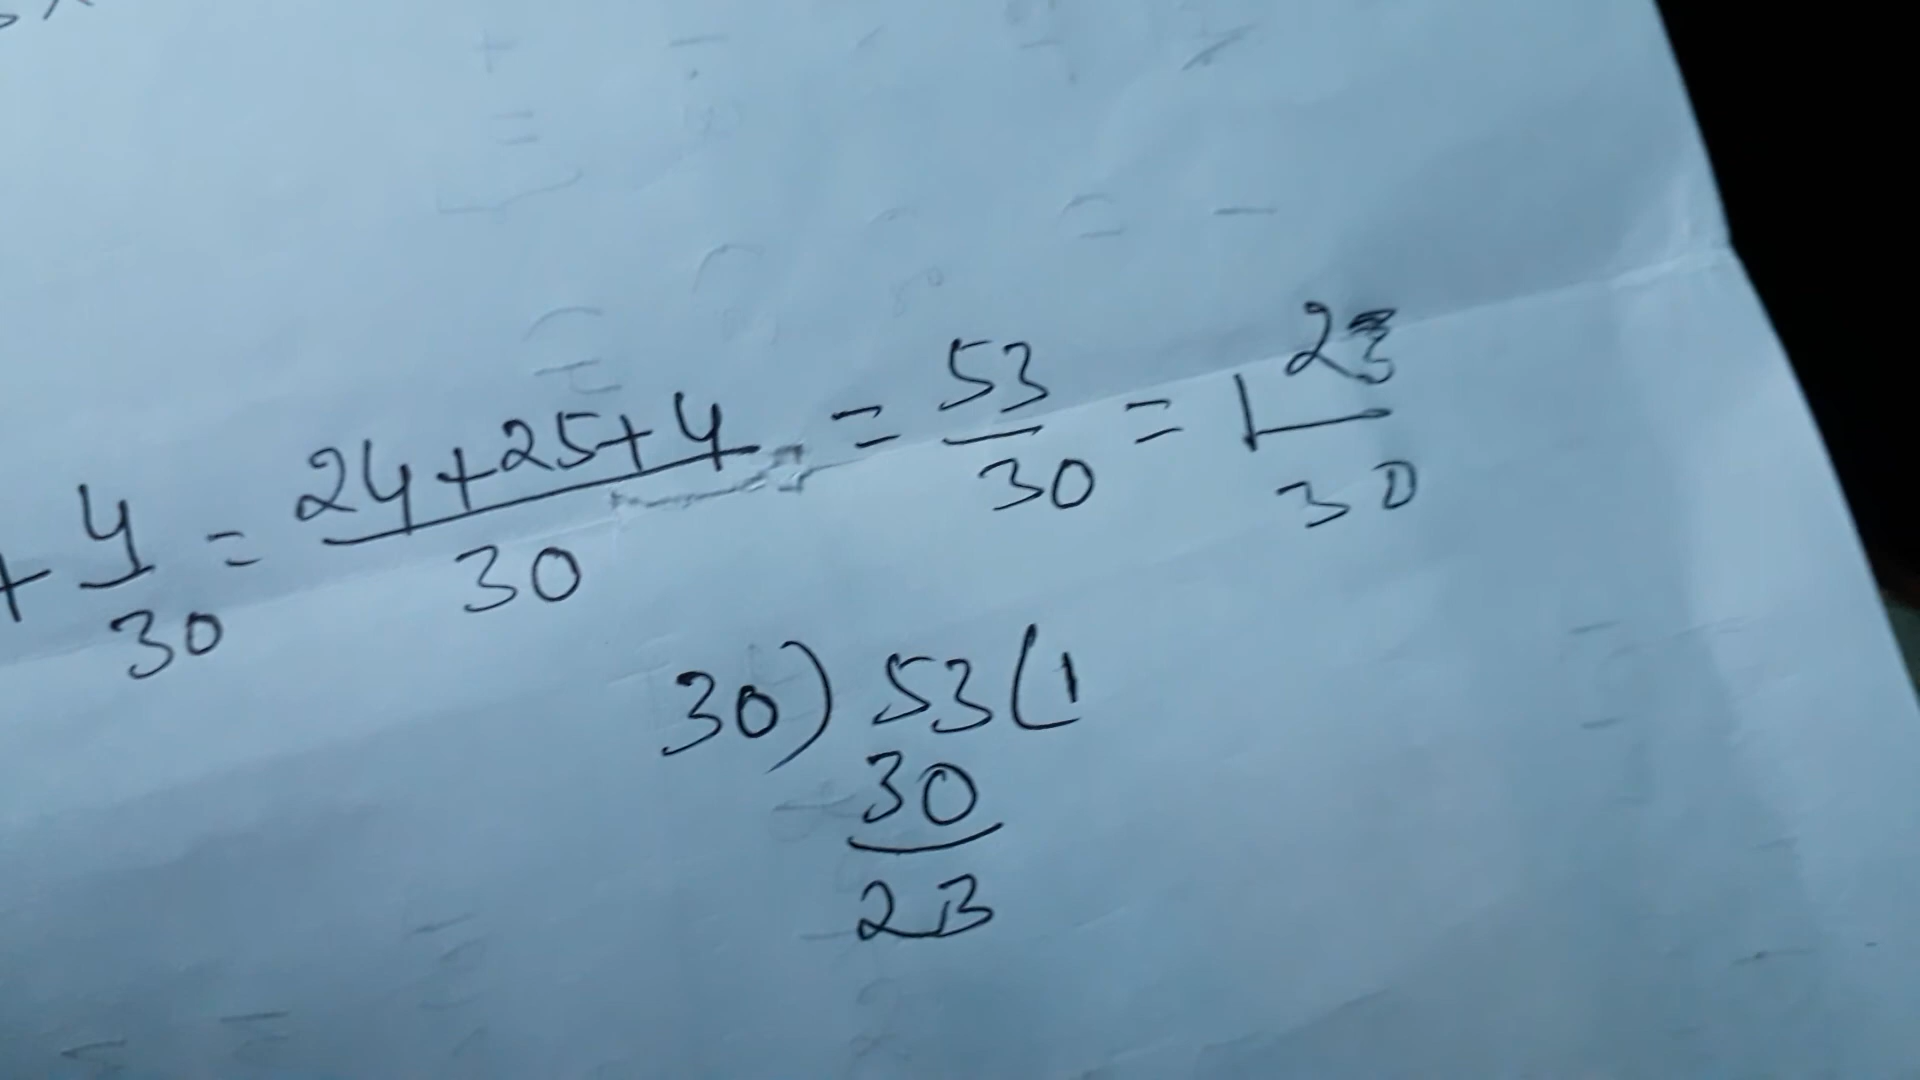 + 4/30 = 24+25+4/30 = 53/30 = 1 23/30
30) 53 (1
30
23